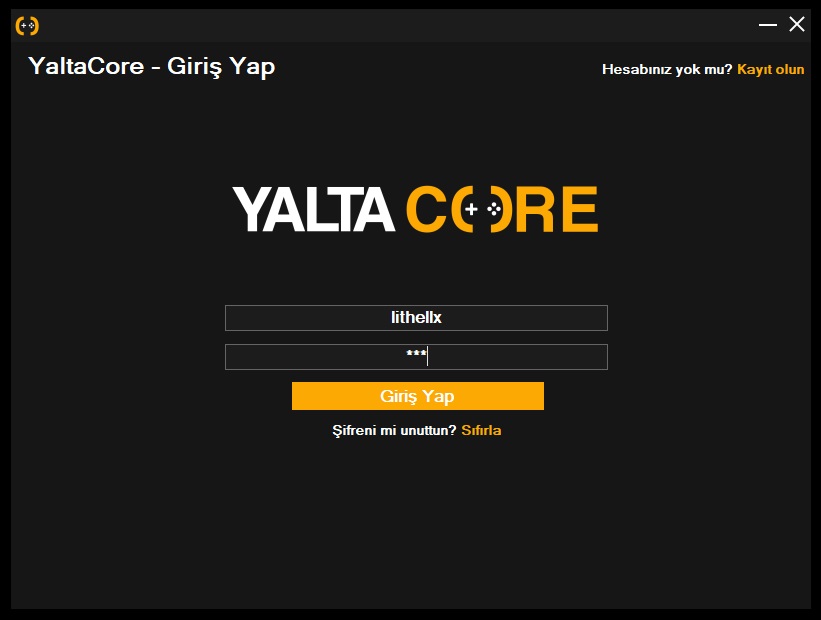 YaltaCore - Giriş Yap
Hesabınız yok mu? Kayıt olun
YALTA CORE
lithellx
***
Giriş Yap
Şifreni mi unuttun? Sıfırla